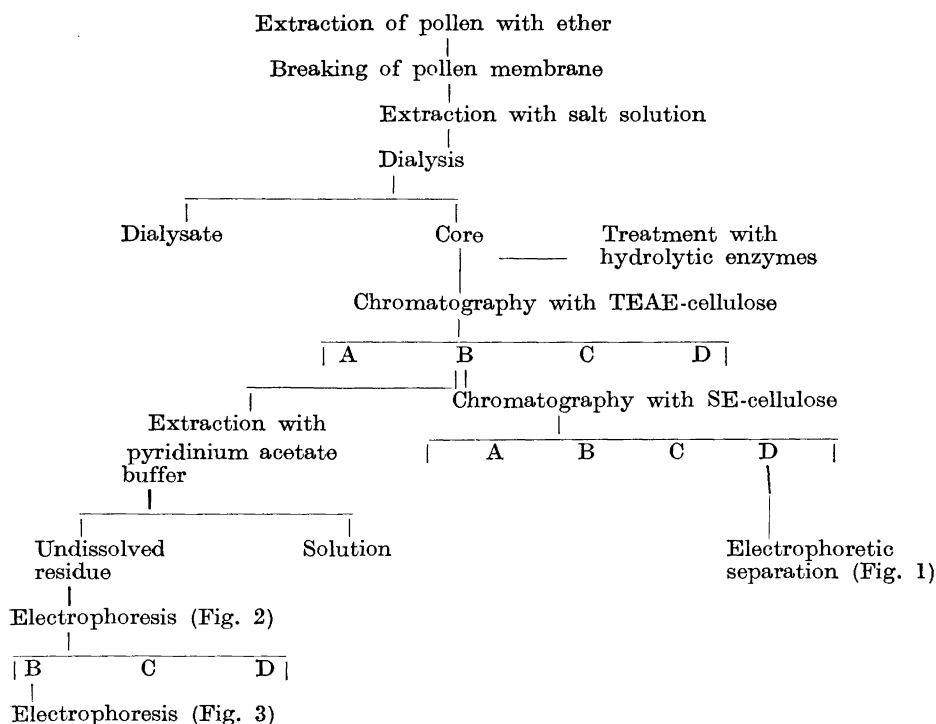 Extraction of pollen with ether
Breaking of pollen membrane
Extraction with salt solution
Dialysis
Dialysate
Core
Treatment with
hydrolytic enzymes
Chromatography with TEAE-cellulose
A B C D
Chromatography with SE-cellulose
A B C D
Extraction with
pyridinium acetate
buffer
Undissolved
residue
Solution
Electrophoretic
separation (Fig. 1)
Electrophoresis (Fig. 2)
B C D
Electrophoresis (Fig. 3)